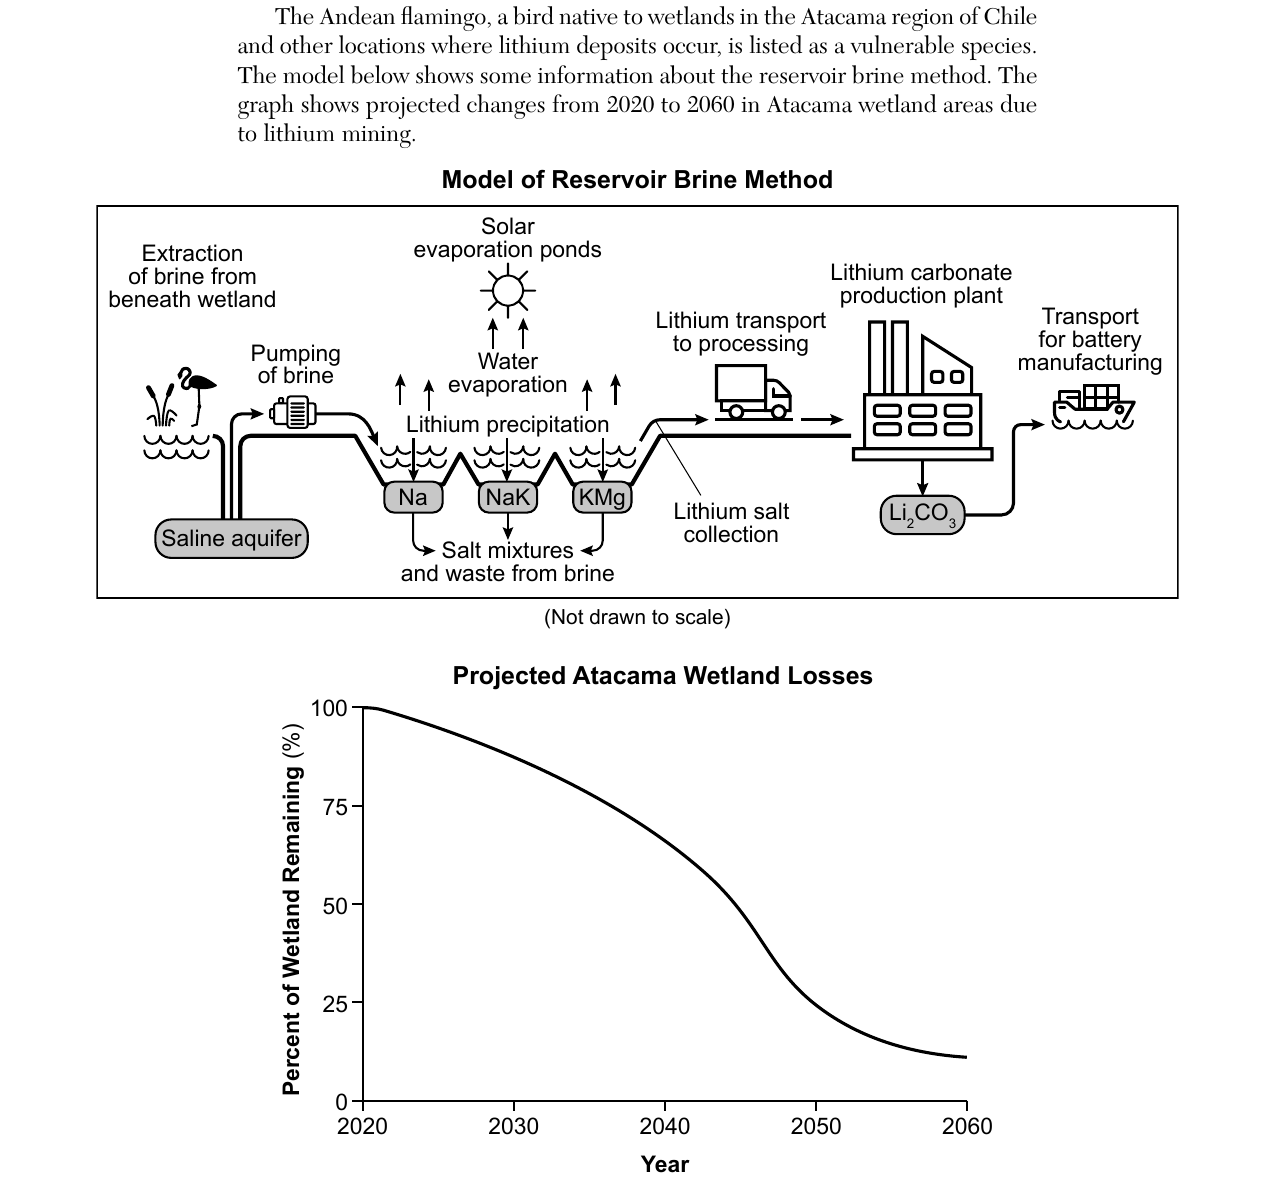 The Andean flamingo, a bird native to wetlands in the Atacama region of Chile
and other locations where lithium deposits occur, is listed as a vulnerable species.
The model below shows some information about the reservoir brine method. The
graph shows projected changes from 2020 to 2060 in Atacama wetland areas due
to lithium mining.
Model of Reservoir Brine Method
Extraction
of brine from
beneath wetland
Pumping
of brine
Solar
evaporation ponds
Water
evaporation
Lithium precipitation
Na
NaK
KMg
Saline aquifer
Salt mixtures
and waste from brine
Lithium salt
collection
Lithium transport
to processing
Lithium carbonate
production plant
Li₂CO₃
Transport
for battery
manufacturing
(Not drawn to scale)
Projected Atacama Wetland Losses
Percent of Wetland Remaining (%)
100
75
50
25
0
2020
2030
2040
2050
2060
Year